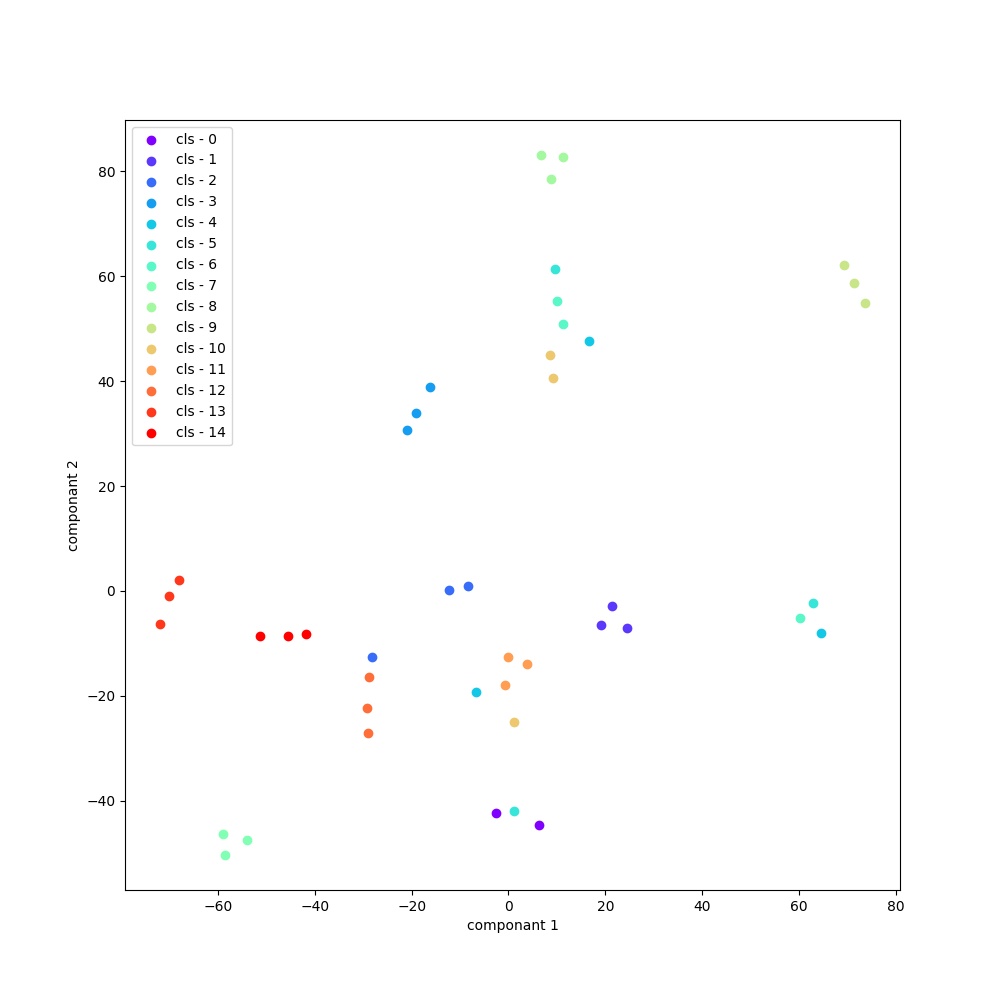 cls - 0
cls - 1
cls - 2
cls - 3
cls - 4
cls - 5
cls - 6
cls - 7
cls - 8
cls - 9
cls - 10
cls - 11
cls - 12
cls - 13
cls - 14
80
60
40
20
0
−20
−40
componant 2
−60 −40 −20 0 20 40 60 80
componant 1